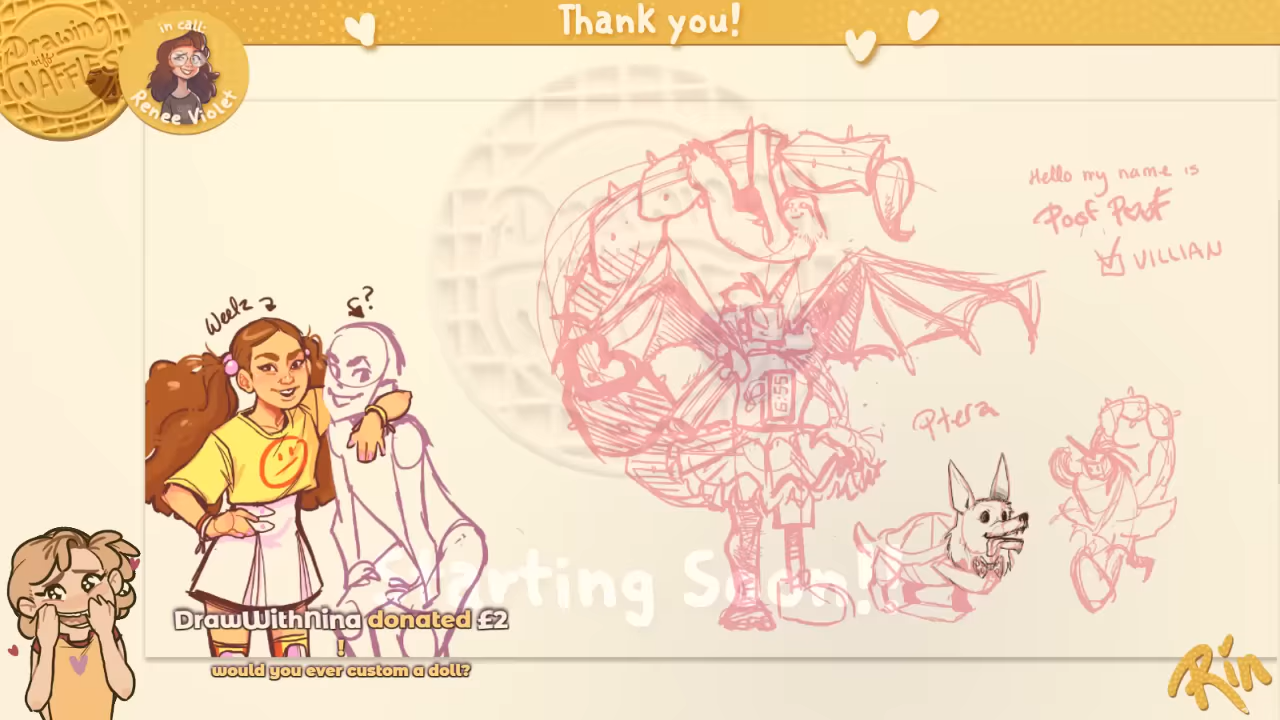 Thank you!
Drawing
with
WAFFLES
in call:
Renee Violet
Hello my name is
Poof Poof
VILLIAN
Weelz
?
6:55
Ptera
Starting Soon!
DrawWithNina donated £2
!
would you ever custom a doll?
Rin